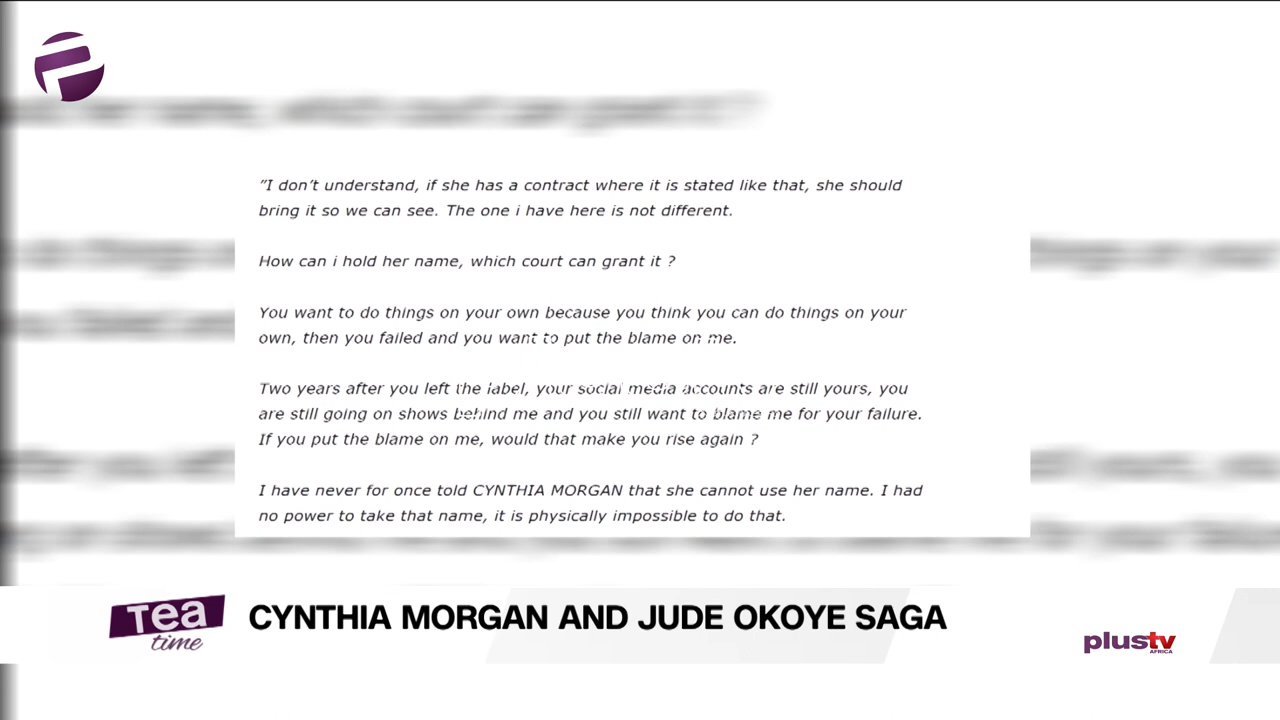 "I don't understand, if she has a contract where it is stated like that, she should
bring it so we can see. The one i have here is not different.
How can i hold her name, which court can grant it ?
You want to do things on your own because you think you can do things on your
own, then you failed and you want to put the blame on me.
Two years after you left the label, your social media accounts are still yours, you
are still going on shows behind me and you still want to blame me for your failure.
If you put the blame on me, would that make you rise again ?
I have never for once told CYNTHIA MORGAN that she cannot use her name. I had
no power to take that name, it is physically impossible to do that.
Tea
time
CYNTHIA MORGAN AND JUDE OKOYE SAGA
plustv
AFRICA